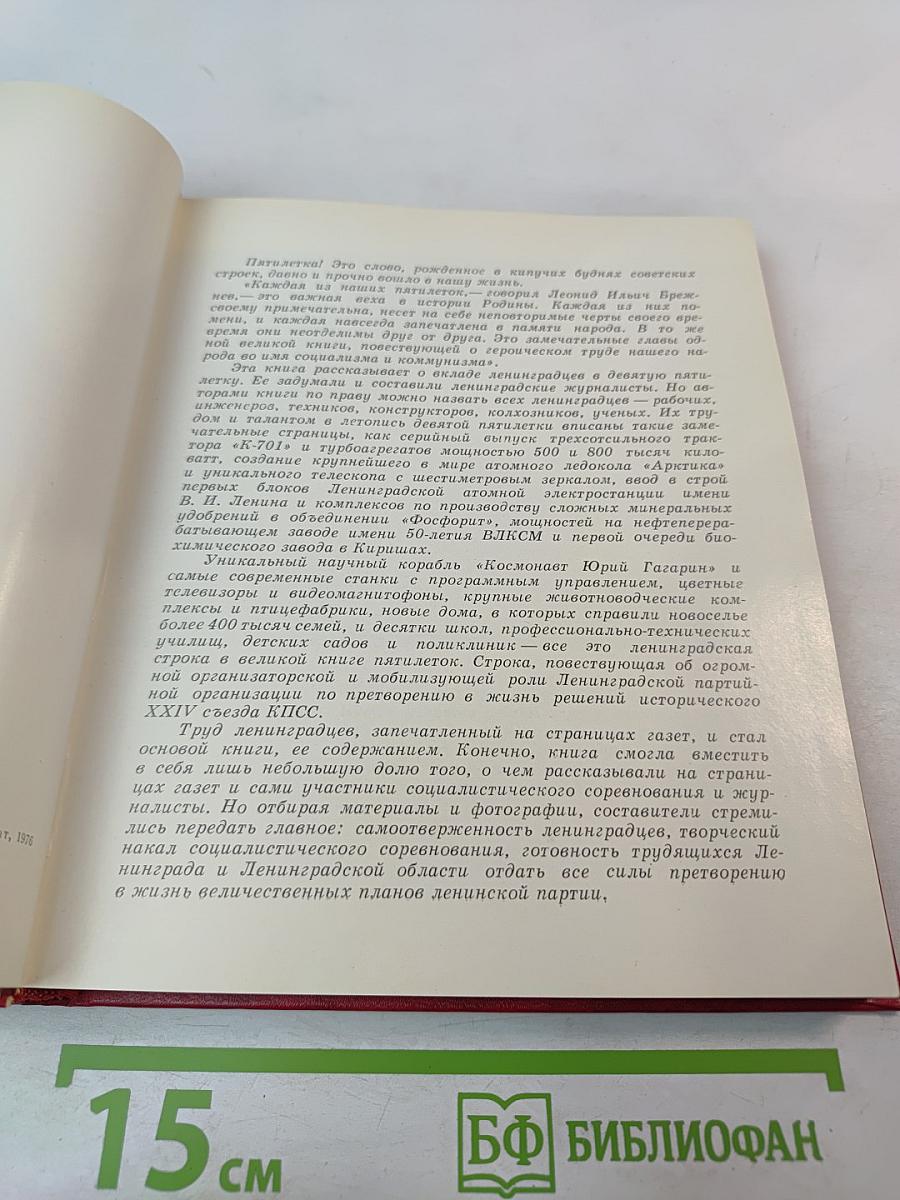 Пятилетка! Это слово, рожденное в кипучих буднях советских
строек, давно и прочно вошло в нашу жизнь.
«Каждая из наших пятилеток,— говорил Леонид Ильич Бреж-
нев,— это важная веха в истории Родины. Каждая из них по-
своему примечательна, несет на себе неповторимые черты своего вре-
мени, и каждая навсегда запечатлена в памяти народа. В то же
время они неотделимы друг от друга. Это замечательные главы од-
ной великой книги, повествующей о героическом труде нашего на-
рода во имя социализма и коммунизма».
Эта книга рассказывает о вкладе ленинградцев в девятую пяти-
летку. Ее задумали и составили ленинградские журналисты. Но ав-
торами книги по праву можно назвать всех ленинградцев — рабочих,
инженеров, техников, конструкторов, колхозников, ученых. Их тру-
дом и талантом в летопись девятой пятилетки вписаны такие заме-
чательные страницы, как серийный выпуск трехсотсильного трак-
тора «К-701» и турбоагрегатов мощностью 500 и 800 тысяч кило-
ватт, создание крупнейшего в мире атомного ледокола «Арктика»
и уникального телескопа с шестиметровым зеркалом, ввод в строй
первых блоков Ленинградской атомной электростанции имени
В. И. Ленина и комплексов по производству сложных минеральных
удобрений в объединении «Фосфорит», мощностей на нефтеперера-
батывающем заводе имени 50-летия ВЛКСМ и первой очереди био-
химического завода в Киришах.
Уникальный научный корабль «Космонавт Юрий Гагарин» и
самые современные станки с программным управлением, цветные
телевизоры и видеомагнитофоны, крупные животноводческие ком-
плексы и птицефабрики, новые дома, в которых справили новоселье
более 400 тысяч семей, и десятки школ, профессионально-технических
училищ, детских садов и поликлиник — все это ленинградская
строка в великой книге пятилеток. Строка, повествующая об огром-
ной организаторской и мобилизующей роли Ленинградской партий-
ной организации по претворению в жизнь решений исторического
XXIV съезда КПСС.
Труд ленинградцев, запечатленный на страницах газет, и стал
основой книги, ее содержанием. Конечно, книга смогла вместить
в себя лишь небольшую долю того, о чем рассказывали на страни-
цах газет и сами участники социалистического соревнования и жур-
налисты. Но отбирая материалы и фотографии, составители стреми-
лись передать главное: самоотверженность ленинградцев, творческий
накал социалистического соревнования, готовность трудящихся Ле-
нинграда и Ленинградской области отдать все силы претворению
в жизнь величественных планов ленинской партии.
ат, 1976
15 см
БФ БИБЛИОФАН